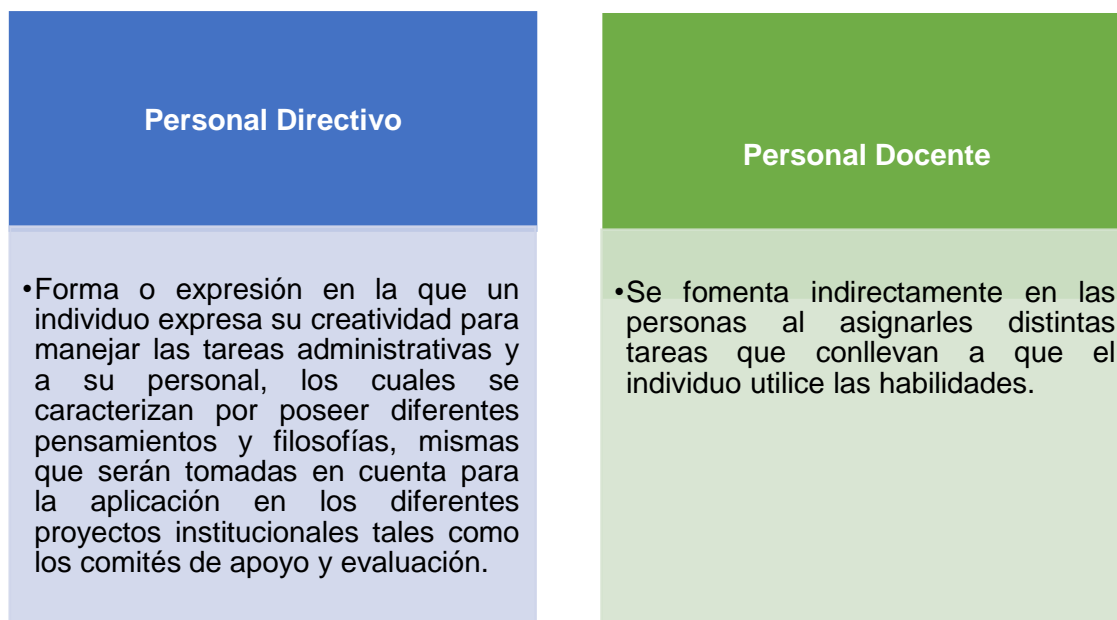 Personal Directivo
•Forma o expresión en la que un
individuo expresa su creatividad para
manejar las tareas administrativas y
a su personal, los cuales se
caracterizan por poseer diferentes
pensamientos y filosofías, mismas
que serán tomadas en cuenta para
la aplicación en los diferentes
proyectos institucionales tales como
los comités de apoyo y evaluación.
Personal Docente
•Se fomenta indirectamente en las
personas al asignarles distintas
tareas que conllevan a que el
individuo utilice las habilidades.